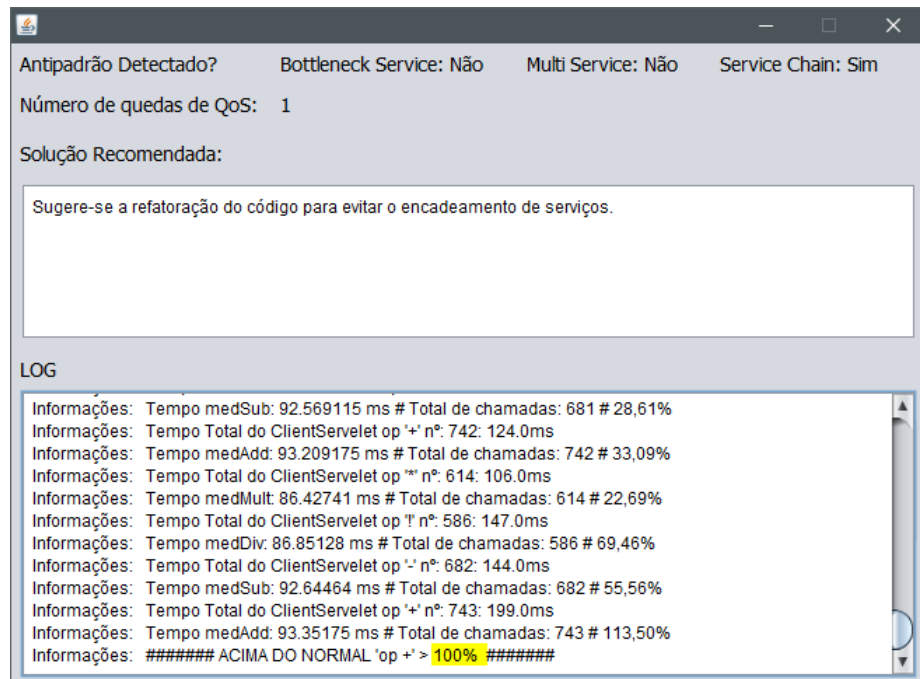 Antipadrão Detectado? Bottleneck Service: Não Multi Service: Não Service Chain: Sim
Número de quedas de QoS: 1
Solução Recomendada:
Sugere-se a refatoração do código para evitar o encadeamento de serviços.
LOG
Informações: Tempo medSub: 92.569115 ms # Total de chamadas: 681 # 28,61%
Informações: Tempo Total do ClientServelet op '+' nº: 742: 124.0ms
Informações: Tempo medAdd: 93.209175 ms # Total de chamadas: 742 # 33,09%
Informações: Tempo Total do ClientServelet op '*' nº: 614: 106.0ms
Informações: Tempo medMult: 86.42741 ms # Total de chamadas: 614 # 22,69%
Informações: Tempo Total do ClientServelet op '/' nº: 586: 147.0ms
Informações: Tempo medDiv: 86.85128 ms # Total de chamadas: 586 # 69,46%
Informações: Tempo Total do ClientServelet op '-' nº: 682: 144.0ms
Informações: Tempo medSub: 92.64464 ms # Total de chamadas: 682 # 55,56%
Informações: Tempo Total do ClientServelet op '+' nº: 743: 199.0ms
Informações: Tempo medAdd: 93.35175 ms # Total de chamadas: 743 # 113,50%
Informações: ####### ACIMA DO NORMAL 'op +' > 100% #######